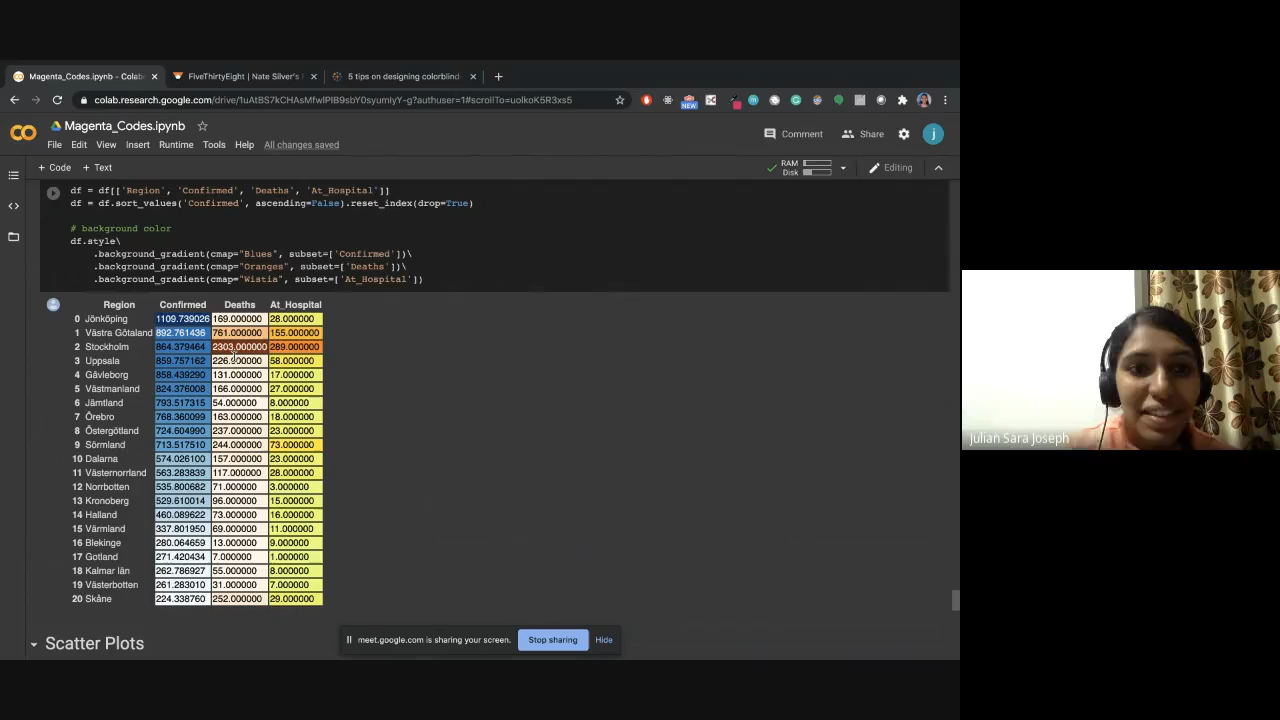 Magenta_Codes.ipynb - Colab
FiveThirtyEight | Nate Silver's
5 tips on designing colorblind
colab.research.google.com/drive/1uAtBS7kCHAsMfwIPIB9sbY0syumIyY-g?authuser=1#scrollTo=uolkoK5R3xs5
NEW
CO
Magenta_Codes.ipynb
Comment
Share
j
File Edit View Insert Runtime Tools Help All changes saved
+ Code + Text
RAM
Disk
Editing
df = df[['Region', 'Confirmed', 'Deaths', 'At_Hospital']]
df = df.sort_values('Confirmed', ascending=False).reset_index(drop=True)
# background color
df.style\
.background_gradient(cmap="Blues", subset=['Confirmed'])\
.background_gradient(cmap="Oranges", subset=['Deaths'])\
.background_gradient(cmap="Wistia", subset=['At_Hospital'])
Region Confirmed Deaths At_Hospital
0 Jönköping 1109.739026 169.000000 28.000000
1 Västra Götaland 892.761436 761.000000 155.000000
2 Stockholm 864.379464 2303.000000 289.000000
3 Uppsala 859.757162 226.000000 58.000000
4 Gävleborg 858.439290 131.000000 17.000000
5 Västmanland 824.376008 166.000000 27.000000
6 Jämtland 793.517315 54.000000 8.000000
7 Örebro 768.360099 163.000000 18.000000
8 Östergötland 724.604990 237.000000 23.000000
9 Sörmland 713.517510 244.000000 73.000000
10 Dalarna 574.026100 157.000000 23.000000
11 Västernorrland 563.283839 117.000000 28.000000
12 Norrbotten 535.800682 71.000000 3.000000
13 Kronoberg 529.610014 96.000000 15.000000
14 Halland 460.089622 73.000000 16.000000
15 Värmland 337.801950 69.000000 11.000000
16 Blekinge 280.064659 13.000000 9.000000
17 Gotland 271.420434 7.000000 1.000000
18 Kalmar län 262.786927 55.000000 8.000000
19 Västerbotten 261.283010 31.000000 7.000000
20 Skåne 224.338760 252.000000 29.000000
Scatter Plots
meet.google.com is sharing your screen. Stop sharing Hide
Julian Sara Joseph